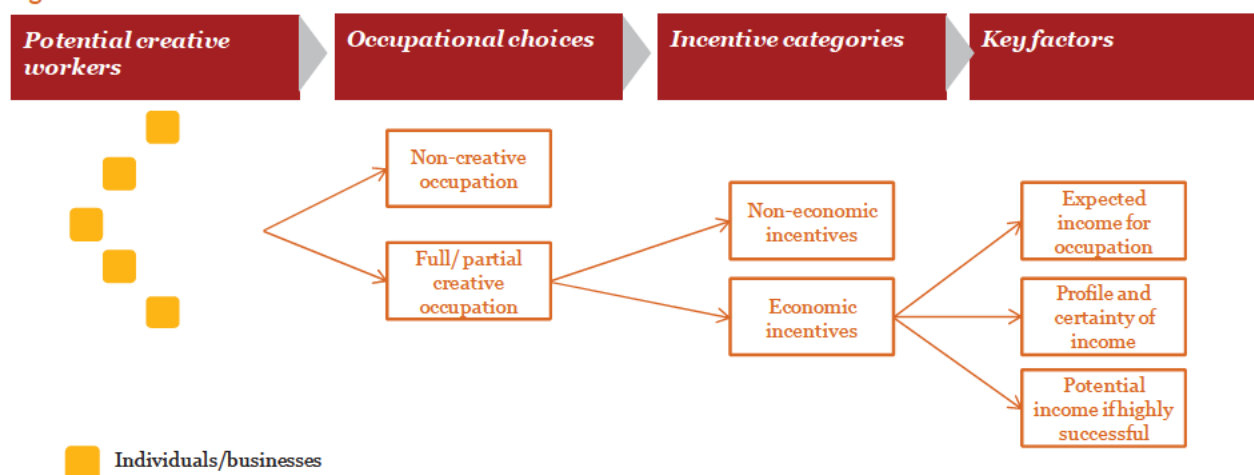 Potential creative
workers
Occupational choices
Incentive categories
Key factors
Non-creative
occupation
Full/ partial
creative
occupation
Non-economic
incentives
Economic
incentives
Expected
income for
occupation
Profile and
certainty of
income
Potential
income if highly
successful
Individuals/businesses